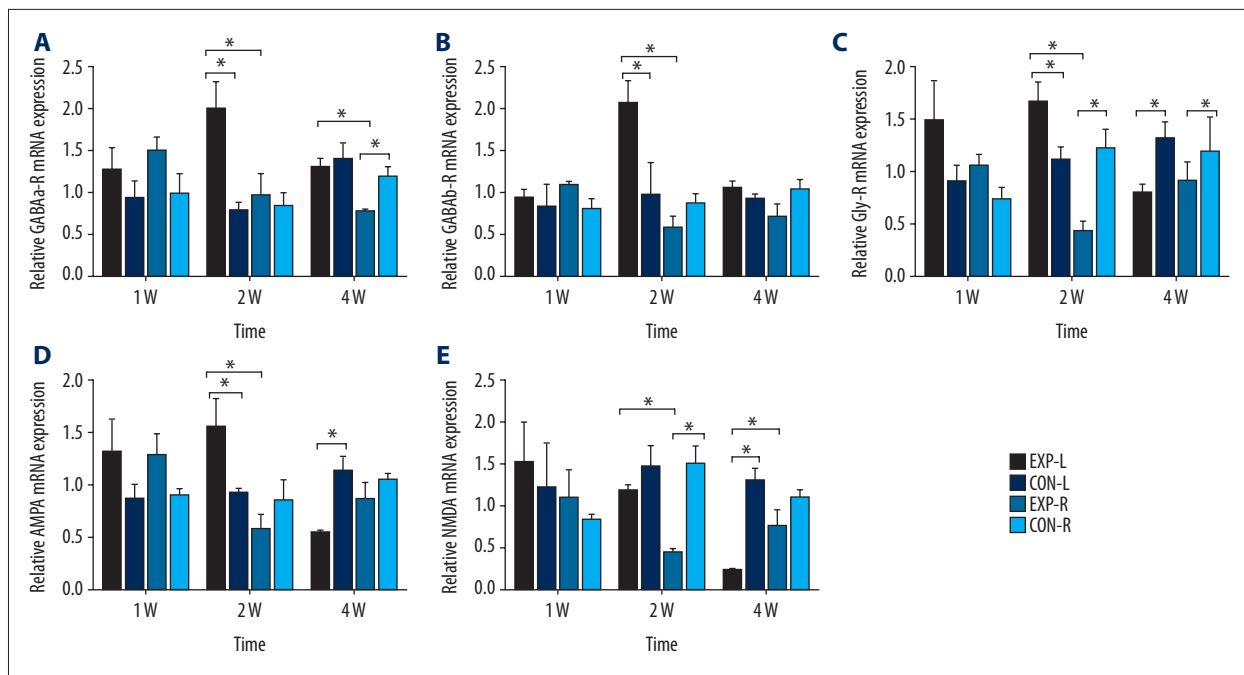 A
Relative GABAa-R mRNA expression
2.5
2.0
1.5
1.0
0.5
0.0
*
*
*
*
1 W 2 W 4 W
Time
B
Relative GABAb-R mRNA expression
2.5
2.0
1.5
1.0
0.5
0.0
*
*
1 W 2 W 4 W
Time
C
Relative Gly-R mRNA expression
2.0
1.5
1.0
0.5
0.0
*
*
*
*
*
1 W 2 W 4 W
Time
D
Relative AMPA mRNA expression
2.0
1.5
1.0
0.5
0.0
*
*
*
1 W 2 W 4 W
Time
E
Relative NMDA mRNA expression
2.5
2.0
1.5
1.0
0.5
0.0
*
*
*
*
1 W 2 W 4 W
Time
EXP-L
CON-L
EXP-R
CON-R